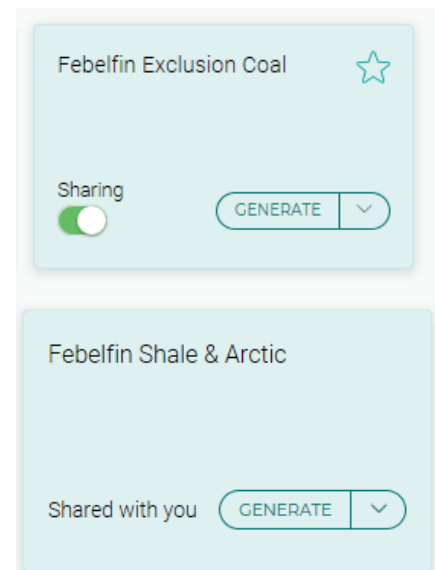 Febelfin Exclusion Coal
Sharing
GENERATE
Febelfin Shale & Arctic
Shared with you GENERATE